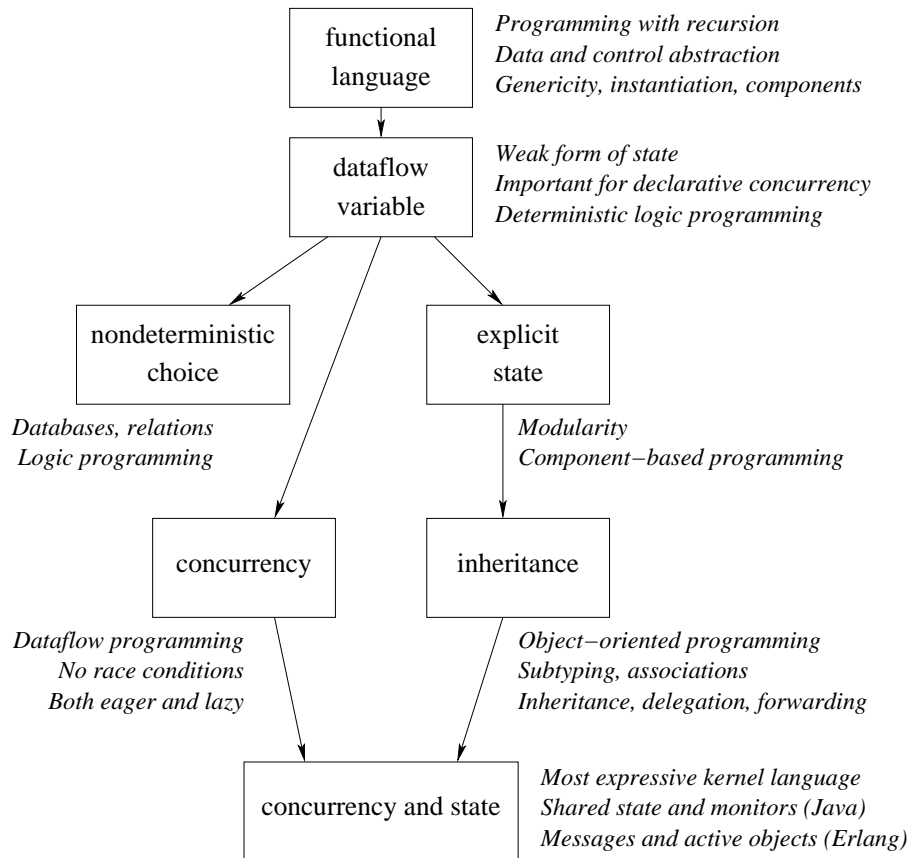 functional
language
Programming with recursion
Data and control abstraction
Genericity, instantiation, components
dataflow
variable
Weak form of state
Important for declarative concurrency
Deterministic logic programming
nondeterministic
choice
Databases, relations
Logic programming
explicit
state
Modularity
Component−based programming
concurrency
Dataflow programming
No race conditions
Both eager and lazy
inheritance
Object−oriented programming
Subtyping, associations
Inheritance, delegation, forwarding
concurrency and state
Most expressive kernel language
Shared state and monitors (Java)
Messages and active objects (Erlang)